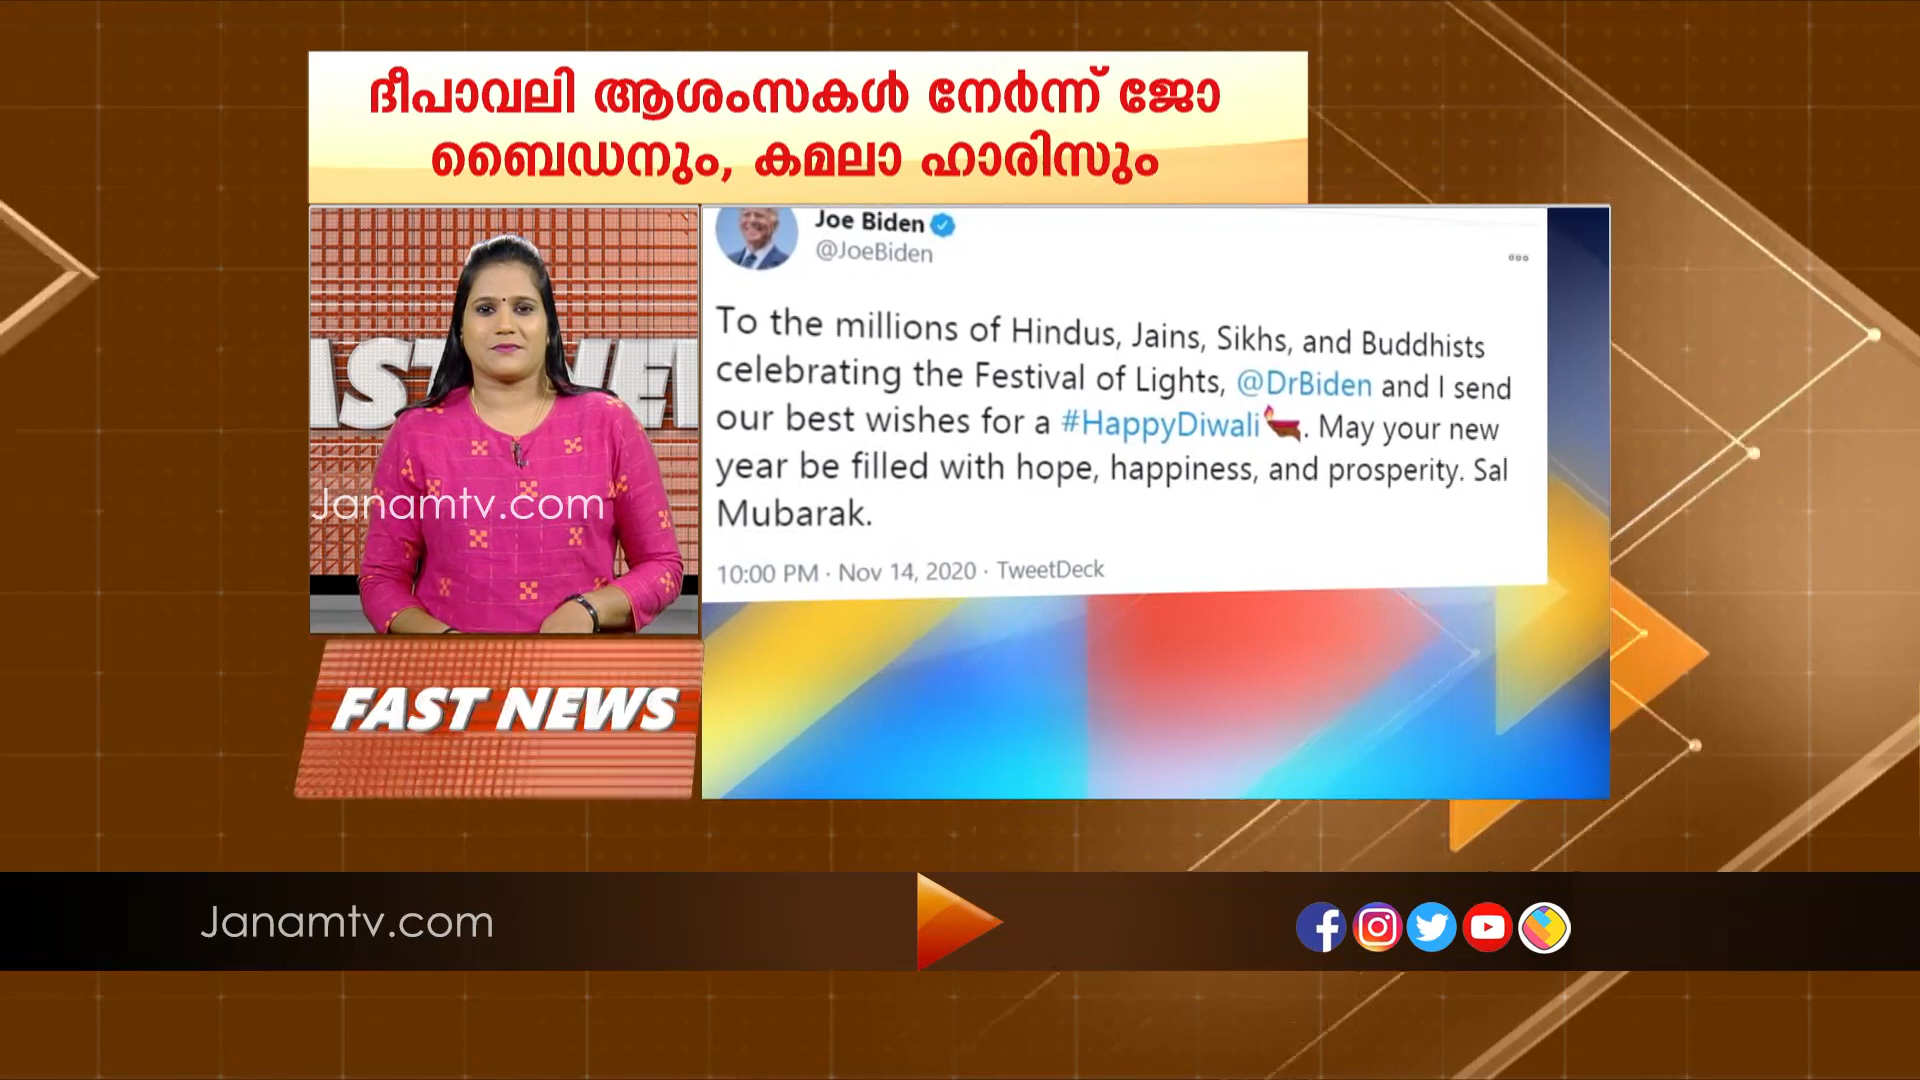 ദീപാവലി ആശംസകൾ നേർന്ന് ജോ
ബൈഡനും, കമലാ ഹാരിസും
Joe Biden
@JoeBiden
To the millions of Hindus, Jains, Sikhs, and Buddhists
celebrating the Festival of Lights, @DrBiden and I send
our best wishes for a #HappyDiwali. May your new
year be filled with hope, happiness, and prosperity. Sal
Mubarak.
10:00 PM · Nov 14, 2020 · TweetDeck
Janamtv.com
FAST NEWS
Janamtv.com